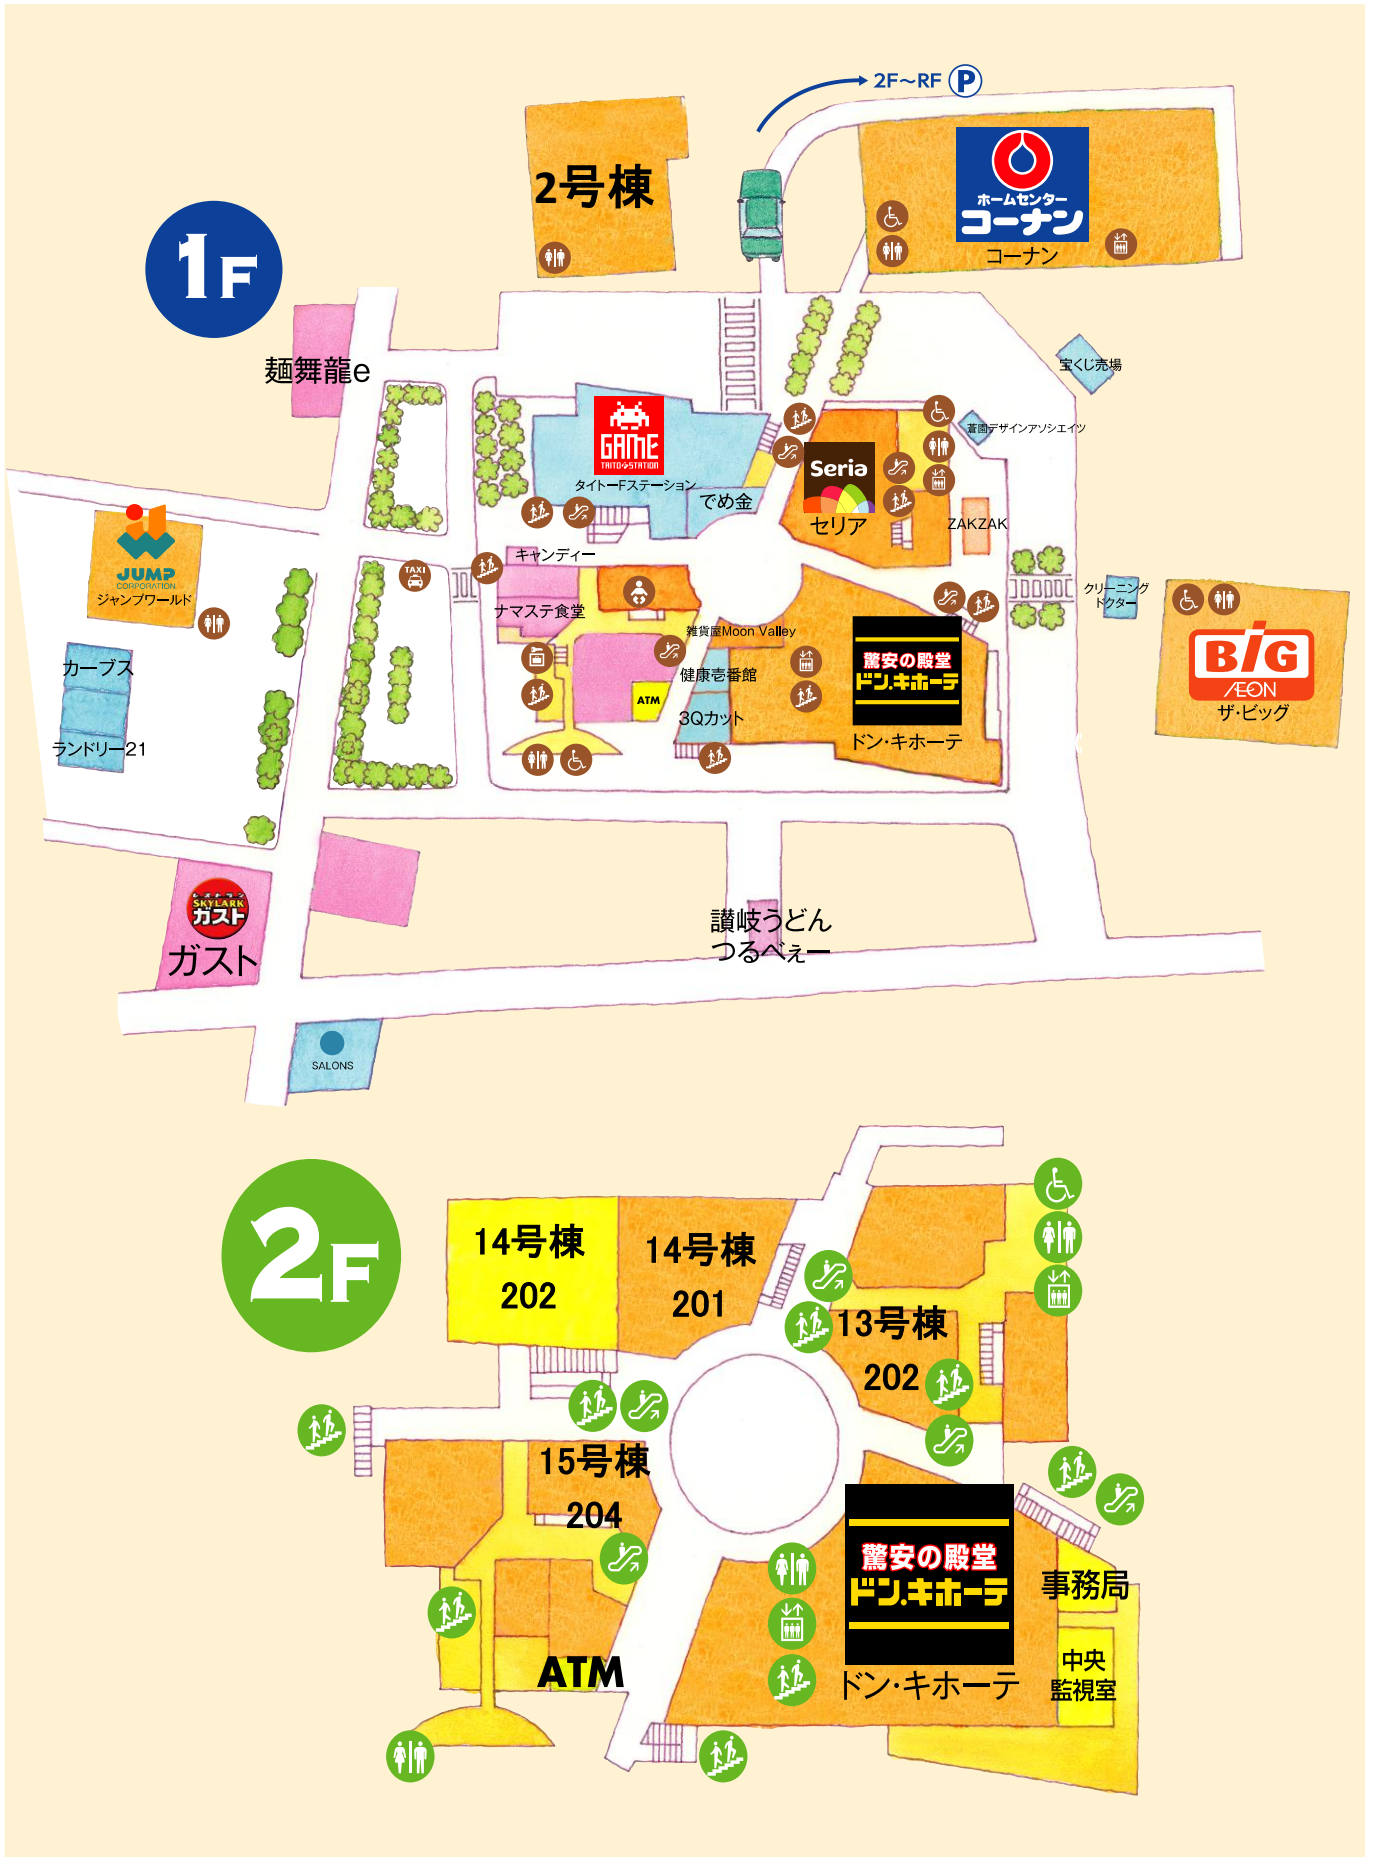 2F～RF P
ホームセンター
コーナン
コーナン
2号棟
1F
麺舞龍e
宝くじ売場
蒼園デザインアソシエイツ
GAME
TAITO STATION
タイトーFステーション
でめ金
Seria
セリア
ZAKZAK
キャンディー
TAXI
ナマステ食堂
JUMP
CORPORATION
ジャンプワールド
クリーニング
ドクター
雑貨屋Moon Valley
健康壱番館
3Qカット
ATM
驚安の殿堂
ドン.キホーテ
ドン・キホーテ
BiG
ÆON
ザ・ビッグ
カーブス
ランドリー21
レストラン
SKYLARK
ガスト
ガスト
讃岐うどん
つるべぇー
SALONS
2F
14号棟
202
14号棟
201
13号棟
202
15号棟
204
驚安の殿堂
ドン.キホーテ
ドン・キホーテ
事務局
中央
監視室
ATM